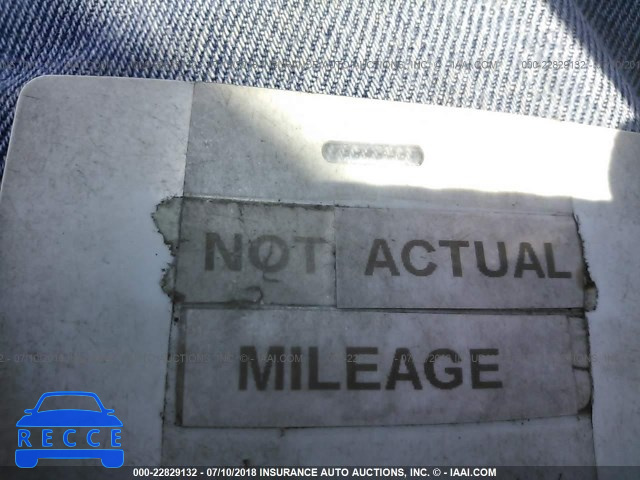 NOT ACTUAL
MILEAGE
RECCE
000-22829132 - 07/10/2018 INSURANCE AUTO AUCTIONS, INC. © - IAAI.COM